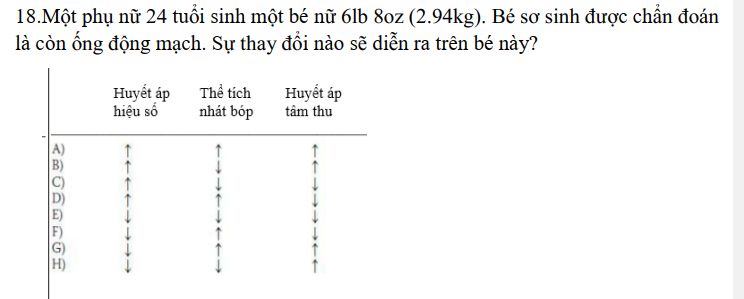 18.Một phụ nữ 24 tuổi sinh một bé nữ 6lb 8oz (2.94kg). Bé sơ sinh được chẩn đoán
là còn ống động mạch. Sự thay đổi nào sẽ diễn ra trên bé này?
Huyết áp Thể tích Huyết áp
hiệu số nhát bóp tâm thu
A) ↑ ↑ ↑
B) ↑ ↓ ↑
C) ↑ ↓ ↓
D) ↑ ↑ ↓
E) ↓ ↓ ↓
F) ↓ ↑ ↓
G) ↓ ↑ ↑
H) ↓ ↓ ↑